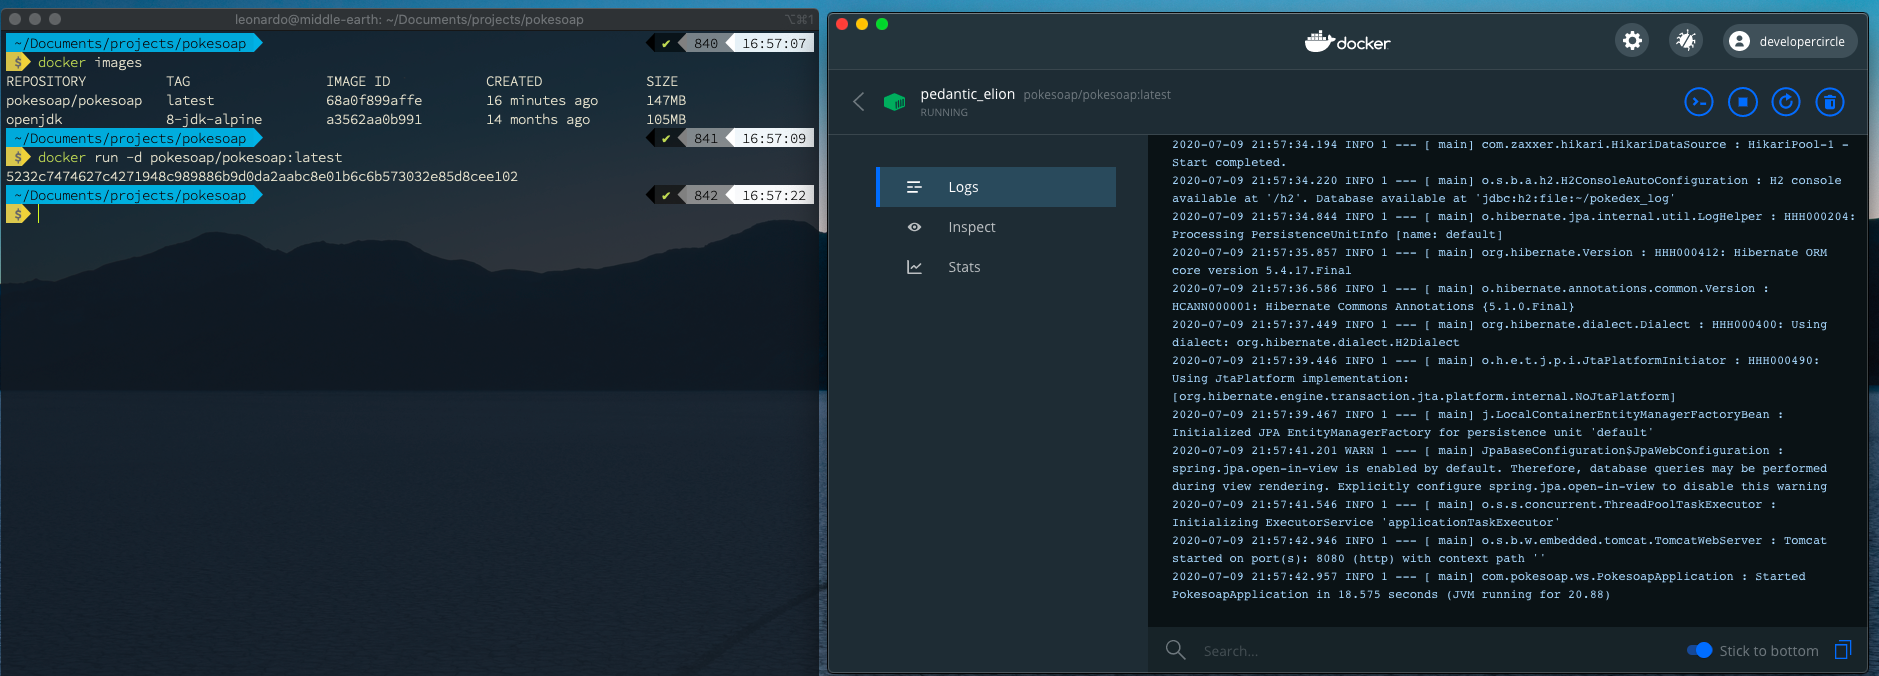 leonardo@middle-earth: ~/Documents/projects/pokesoap
⌥⌘1
~/Documents/projects/pokesoap ✔ 840 16:57:07
$ docker images
REPOSITORY TAG IMAGE ID CREATED SIZE
pokesoap/pokesoap latest 68a0f899affe 16 minutes ago 147MB
openjdk 8-jdk-alpine a3562aa0b991 14 months ago 105MB
~/Documents/projects/pokesoap ✔ 841 16:57:09
$ docker run -d pokesoap/pokesoap:latest
5232c7474627c4271948c989886b9d0da2aabc8e01b6c6b573032e85d8cee102
~/Documents/projects/pokesoap ✔ 842 16:57:22
$
docker
developercircle
pedantic_elion pokesoap/pokesoap:latest
RUNNING
Logs
Inspect
Stats
2020-07-09 21:57:34.194 INFO 1 --- [ main] com.zaxxer.hikari.HikariDataSource : HikariPool-1 -
Start completed.
2020-07-09 21:57:34.220 INFO 1 --- [ main] o.s.b.a.h2.H2ConsoleAutoConfiguration : H2 console
available at '/h2'. Database available at 'jdbc:h2:file:~/pokedex_log'
2020-07-09 21:57:34.844 INFO 1 --- [ main] o.hibernate.jpa.internal.util.LogHelper : HHH000204:
Processing PersistenceUnitInfo [name: default]
2020-07-09 21:57:35.857 INFO 1 --- [ main] org.hibernate.Version : HHH000412: Hibernate ORM
core version 5.4.17.Final
2020-07-09 21:57:36.586 INFO 1 --- [ main] o.hibernate.annotations.common.Version :
HCANN000001: Hibernate Commons Annotations {5.1.0.Final}
2020-07-09 21:57:37.449 INFO 1 --- [ main] org.hibernate.dialect.Dialect : HHH000400: Using
dialect: org.hibernate.dialect.H2Dialect
2020-07-09 21:57:39.446 INFO 1 --- [ main] o.h.e.t.j.p.i.JtaPlatformInitiator : HHH000490:
Using JtaPlatform implementation:
[org.hibernate.engine.transaction.jta.platform.internal.NoJtaPlatform]
2020-07-09 21:57:39.467 INFO 1 --- [ main] j.LocalContainerEntityManagerFactoryBean :
Initialized JPA EntityManagerFactory for persistence unit 'default'
2020-07-09 21:57:41.201 WARN 1 --- [ main] JpaBaseConfiguration$JpaWebConfiguration :
spring.jpa.open-in-view is enabled by default. Therefore, database queries may be performed
during view rendering. Explicitly configure spring.jpa.open-in-view to disable this warning
2020-07-09 21:57:41.546 INFO 1 --- [ main] o.s.s.concurrent.ThreadPoolTaskExecutor :
Initializing ExecutorService 'applicationTaskExecutor'
2020-07-09 21:57:42.946 INFO 1 --- [ main] o.s.b.w.embedded.tomcat.TomcatWebServer : Tomcat
started on port(s): 8080 (http) with context path ''
2020-07-09 21:57:42.957 INFO 1 --- [ main] com.pokesoap.ws.PokesoapApplication : Started
PokesoapApplication in 18.575 seconds (JVM running for 20.88)
Search...
Stick to bottom